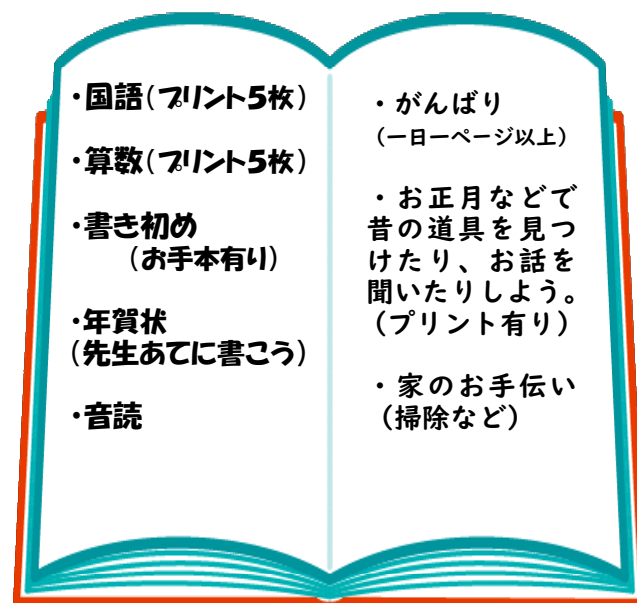 ・国語(プリント5枚)
・算数(プリント5枚)
・書き初め
(お手本有り)
・年賀状
(先生あてに書こう)
・音読
・がんばり
(一日一ページ以上)
・お正月などで
昔の道具を見つ
けたり、お話を
聞いたりしよう。
(プリント有り)
・家のお手伝い
(掃除など)